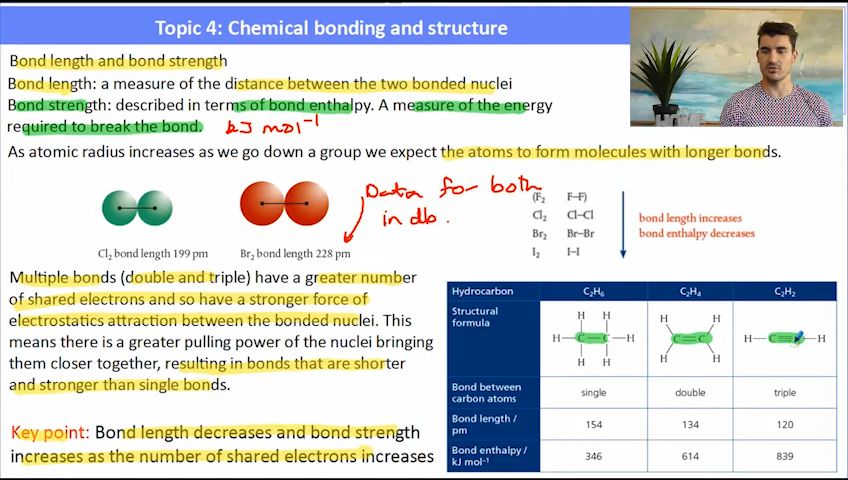 Topic 4: Chemical bonding and structure
Bond length and bond strength
Bond length: a measure of the distance between the two bonded nuclei
Bond strength: described in terms of bond enthalpy. A measure of the energy
required to break the bond. kJ mol⁻¹
As atomic radius increases as we go down a group we expect the atoms to form molecules with longer bonds.
Data for both
in db.
Cl₂ bond length 199 pm
Br₂ bond length 228 pm
(F₂ F–F)
Cl₂ Cl–Cl
Br₂ Br–Br
I₂ I–I
bond length increases
bond enthalpy decreases
Multiple bonds (double and triple) have a greater number
of shared electrons and so have a stronger force of
electrostatics attraction between the bonded nuclei. This
means there is a greater pulling power of the nuclei bringing
them closer together, resulting in bonds that are shorter
and stronger than single bonds.
Key point: Bond length decreases and bond strength
increases as the number of shared electrons increases
Hydrocarbon C₂H₆ C₂H₄ C₂H₂
Structural
formula
H H
H C C H
H H
H H
C C
H H
H C C H
Bond between
carbon atoms single double triple
Bond length /
pm 154 134 120
Bond enthalpy /
kJ mol⁻¹ 346 614 839